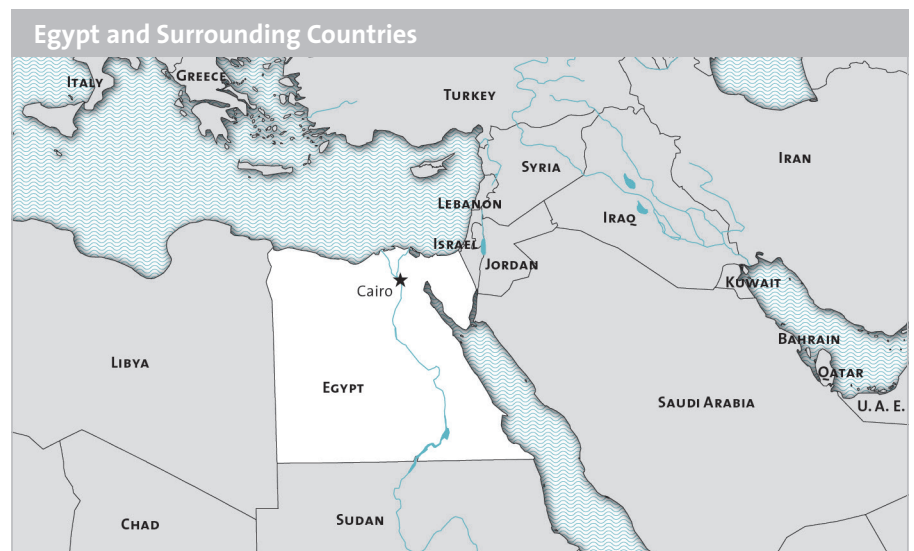 Egypt and Surrounding Countries
ITALY
GREECE
TURKEY
IRAN
SYRIA
LEBANON
IRAQ
ISRAEL
JORDAN
KUWAIT
Cairo
BAHRAIN
LIBYA
QATAR
EGYPT
SAUDI ARABIA
U. A. E.
CHAD
SUDAN